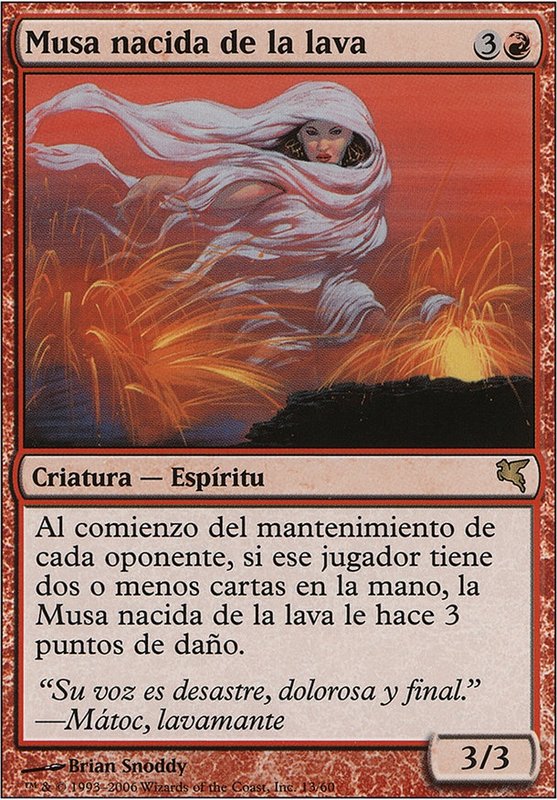 Musa nacida de la lava 3
Criatura — Espíritu
Al comienzo del mantenimiento de
cada oponente, si ese jugador tiene
dos o menos cartas en la mano, la
Musa nacida de la lava le hace 3
puntos de daño.
“Su voz es desastre, dolorosa y final.”
—Mátoc, lavamante
3/3
Brian Snoddy
™ & © 1993–2006 Wizards of the Coast, Inc. 13/60